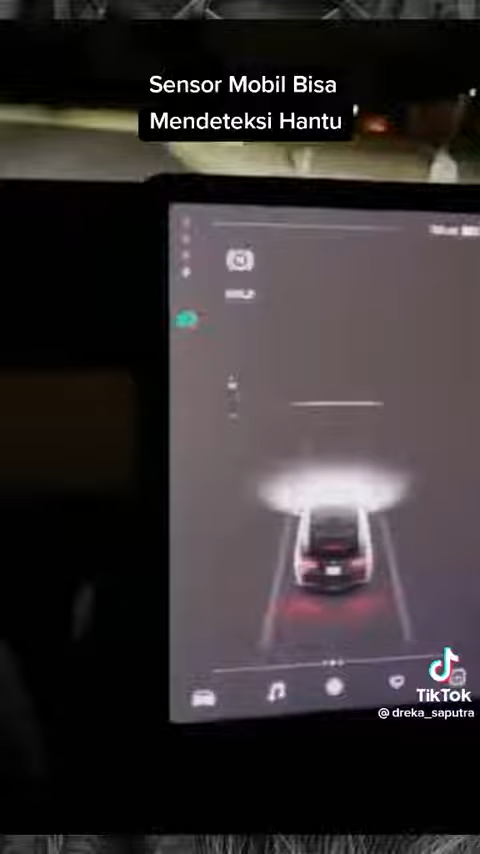 Sensor Mobil Bisa
Mendeteksi Hantu
TikTok
@dreka_saputra